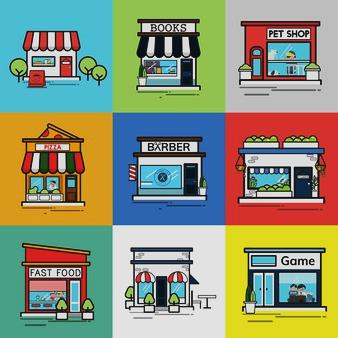 BOOKS
PET SHOP
PIZZA
BARBER
FAST FOOD
Game